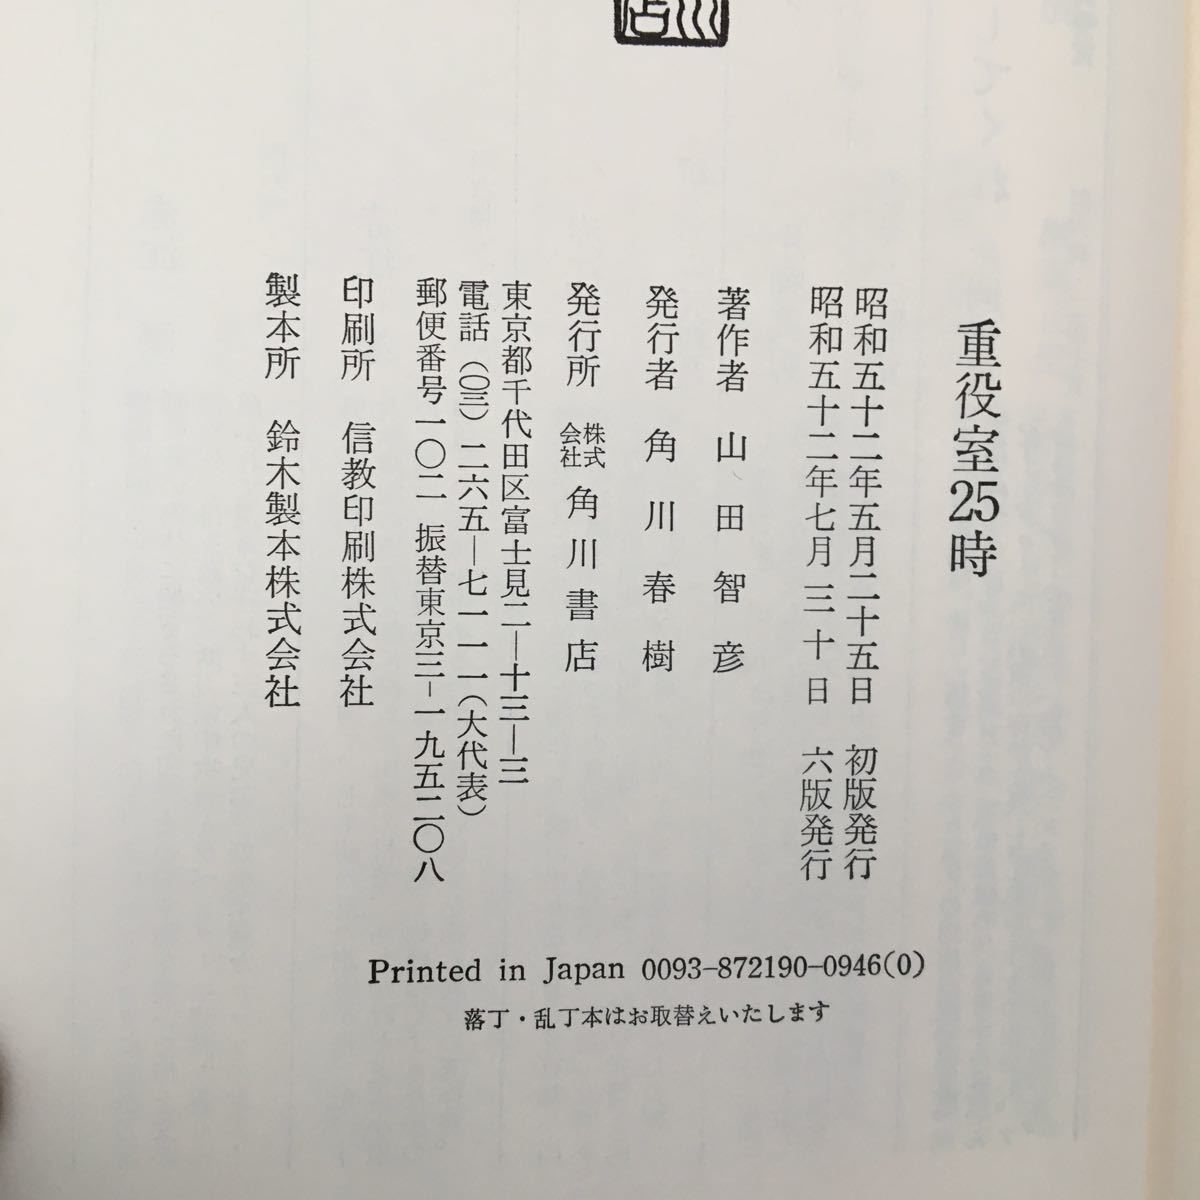 重役室25時
昭和五十二年五月二十五日 初版発行
昭和五十二年七月三十日 六版発行
著作者 山田智彦
発行者 角川春樹
発行所 株式会社 角川書店
東京都千代田区富士見二―十三―三
電話(〇三)二六五―七一一一(大代表)
郵便番号一〇二 振替東京三―一九五二〇八
印刷所 信教印刷株式会社
製本所 鈴木製本株式会社
Printed in Japan 0093-872190-0946(0)
落丁・乱丁本はお取替えいたします